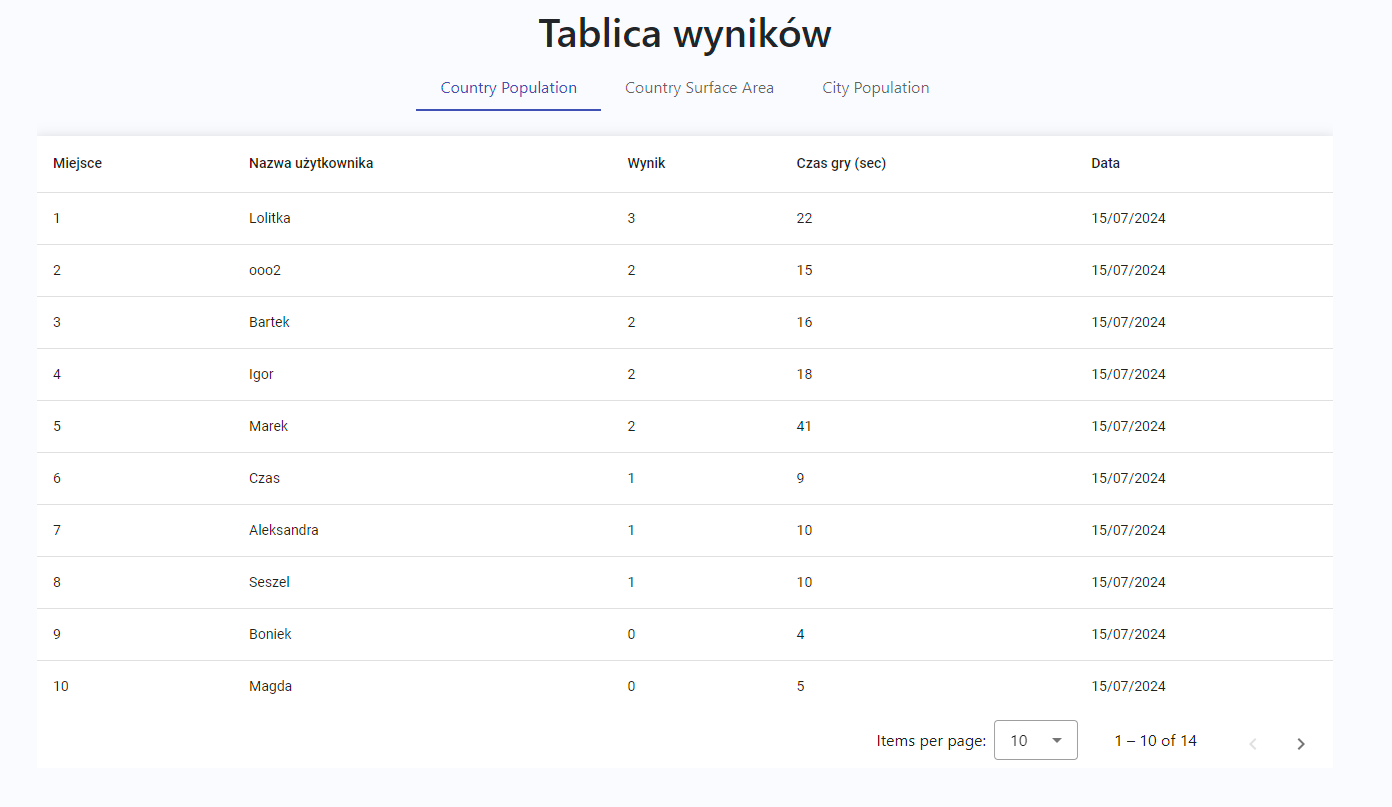 Tablica wyników
Country Population Country Surface Area City Population
Miejsce Nazwa użytkownika Wynik Czas gry (sec) Data
1 Lolitka 3 22 15/07/2024
2 ooo2 2 15 15/07/2024
3 Bartek 2 16 15/07/2024
4 Igor 2 18 15/07/2024
5 Marek 2 41 15/07/2024
6 Czas 1 9 15/07/2024
7 Aleksandra 1 10 15/07/2024
8 Seszel 1 10 15/07/2024
9 Boniek 0 4 15/07/2024
10 Magda 0 5 15/07/2024
Items per page: 10 1 – 10 of 14